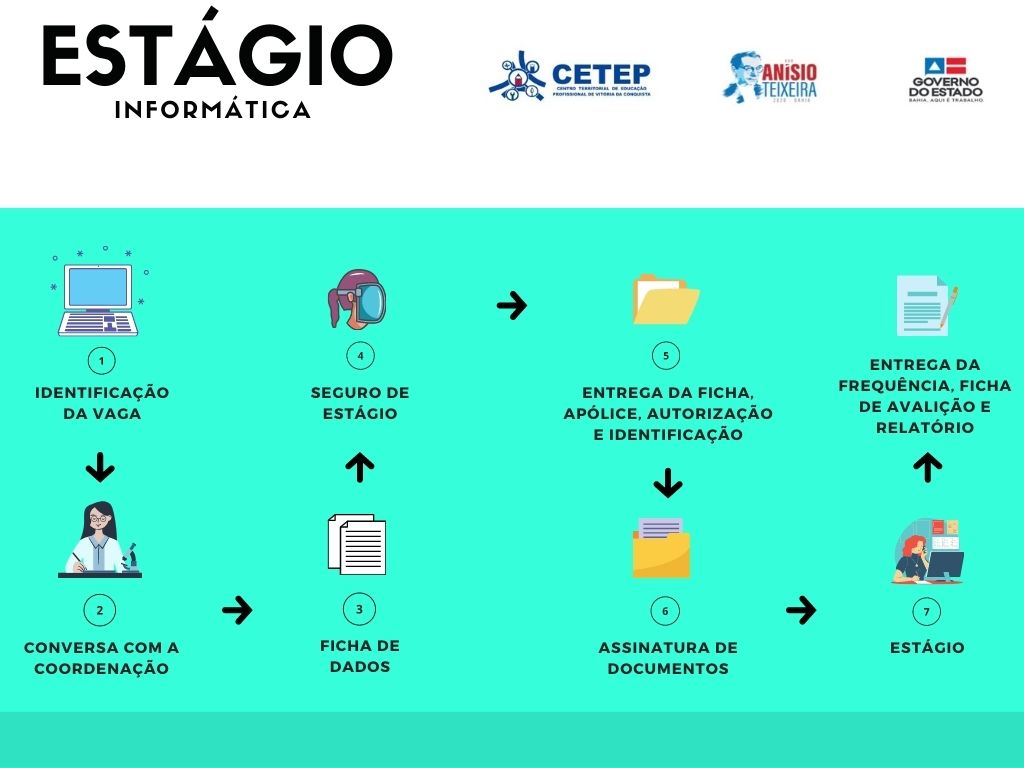 ESTÁGIO
INFORMÁTICA
CETEP
CENTRO TERRITORIAL DE EDUCAÇÃO
PROFISSIONAL DE VITÓRIA DA CONQUISTA
ANÍSIO
TEIXEIRA
2020 BAHIA
GOVERNO
DO ESTADO
BAHIA. AQUI É TRABALHO.
1
IDENTIFICAÇÃO
DA VAGA
2
CONVERSA COM A
COORDENAÇÃO
3
FICHA DE
DADOS
4
SEGURO DE
ESTÁGIO
5
ENTREGA DA FICHA,
APÓLICE, AUTORIZAÇÃO
E IDENTIFICAÇÃO
6
ASSINATURA DE
DOCUMENTOS
7
ESTÁGIO
ENTREGA DA
FREQUÊNCIA, FICHA
DE AVALIÇÃO E
RELATÓRIO